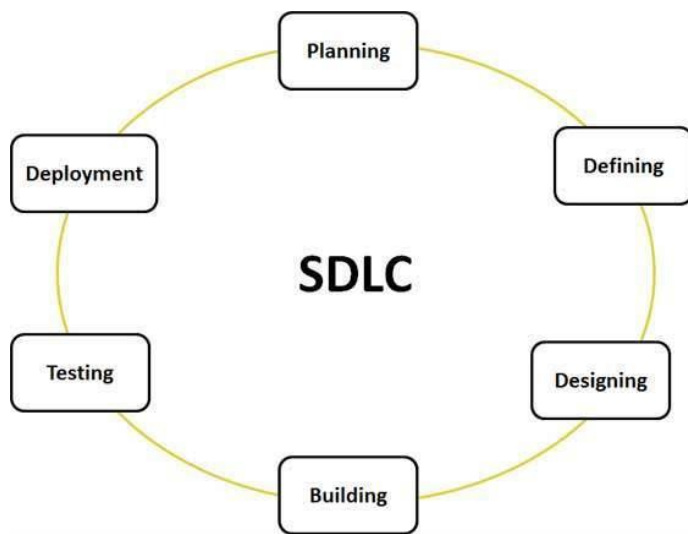 Planning
Defining
Designing
Building
Testing
Deployment
SDLC